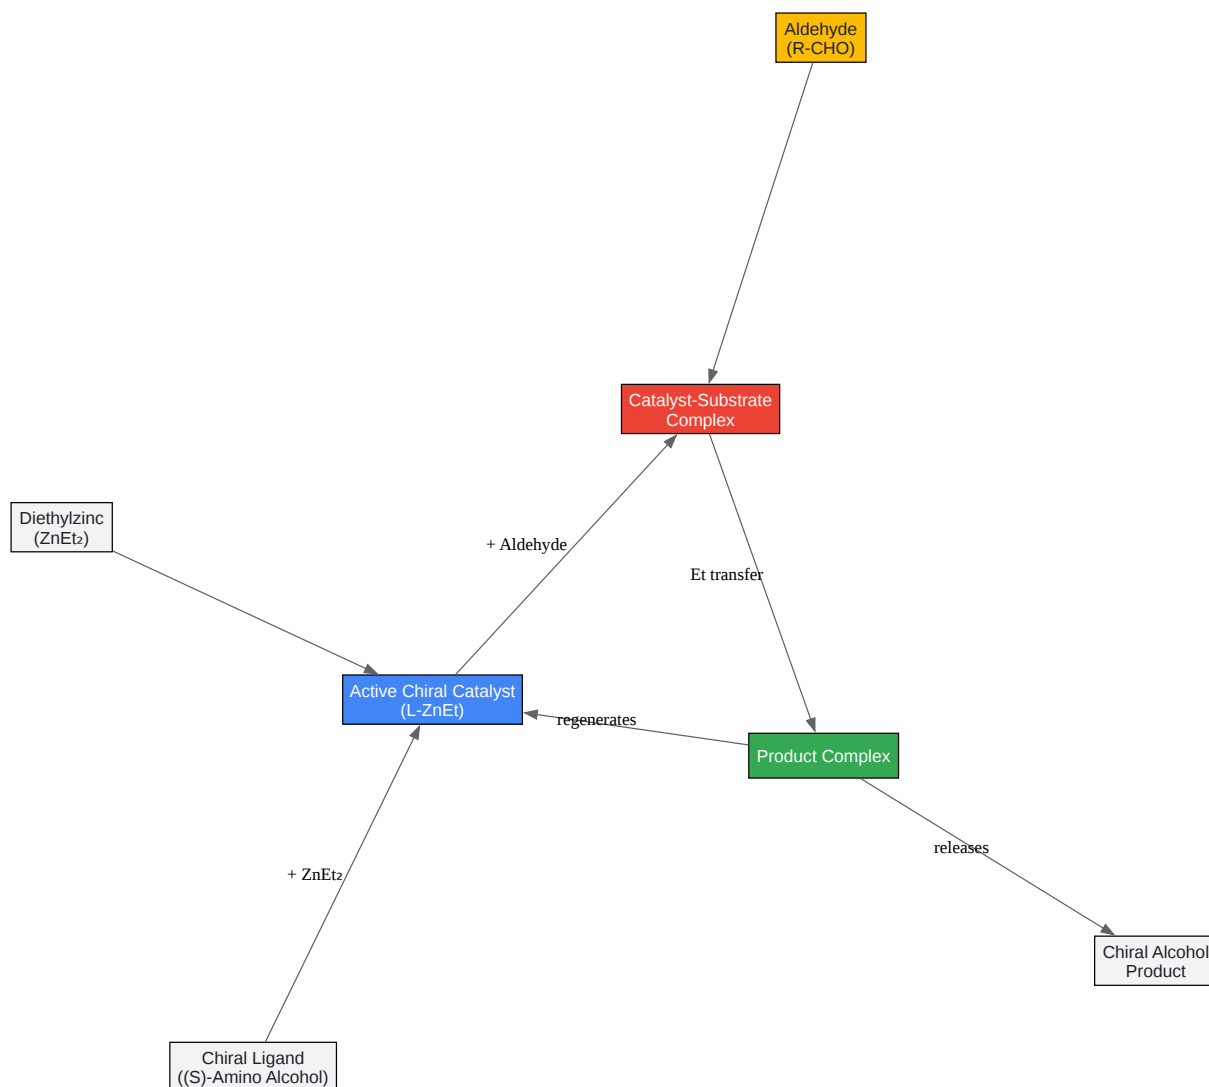 Aldehyde
(R-CHO)
Catalyst-Substrate
Complex
Diethylzinc
(ZnEt₂)
+ Aldehyde
Et transfer
Active Chiral Catalyst
(L-ZnEt)
regenerates
Product Complex
releases
+ ZnEt₂
Chiral Alcohol
Product
Chiral Ligand
((S)-Amino Alcohol)